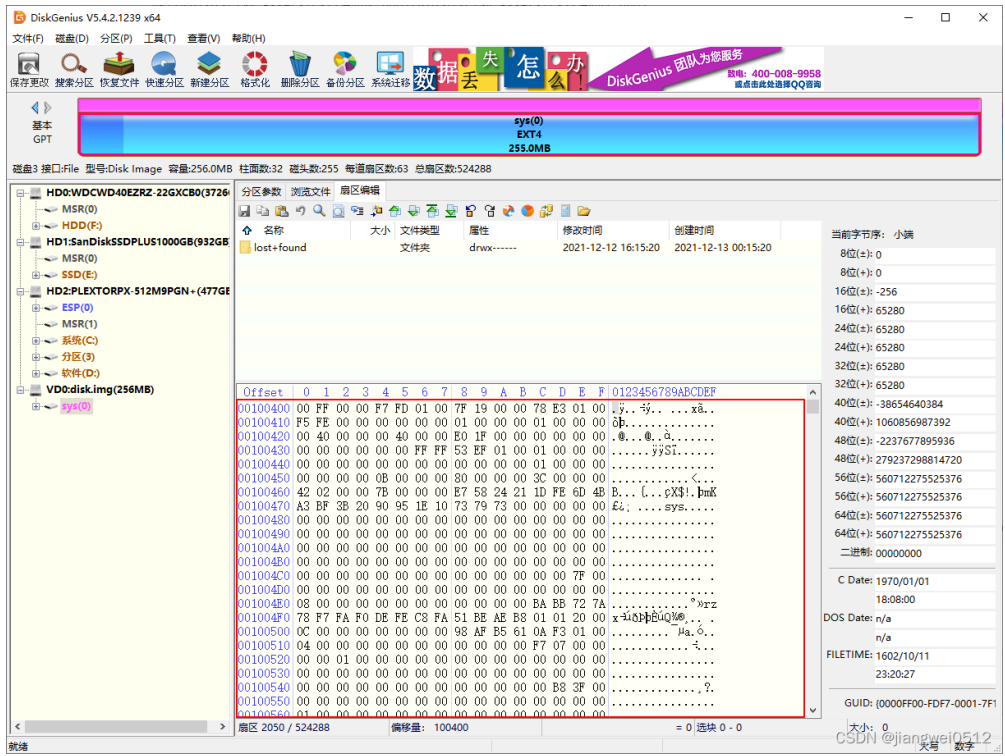 DiskGenius V5.4.2.1239 x64
文件(F) 磁盘(D) 分区(P) 工具(T) 查看(V) 帮助(H)
保存更改 搜索分区 恢复文件 快速分区 新建分区 格式化 删除分区 备份分区 系统迁移
数据丢失怎么办!
DiskGenius 团队为您服务
致电: 400-008-9958
或点击此处选择QQ咨询
基本
GPT
sys(0)
EXT4
255.0MB
磁盘3 接口:File 型号:Disk Image 容量:256.0MB 柱面数:32 磁头数:255 每道扇区数:63 总扇区数:524288
HD0:WDCWD40EZRZ-22GXCB0(3726
MSR(0)
HDD(F:)
HD1:SanDiskSSDPLUS1000GB(932GB
MSR(0)
SSD(E:)
HD2:PLEXTORPX-512M9PGN+(477GE
ESP(0)
MSR(1)
系统(C:)
分区(3)
软件(D:)
VD0:disk.img(256MB)
sys(0)
分区参数 浏览文件 扇区编辑
名称 大小 文件类型 属性 修改时间 创建时间
lost+found 文件夹 drwx------ 2021-12-12 16:15:20 2021-12-13 00:15:20
Offset 0 1 2 3 4 5 6 7 8 9 A B C D E F 0123456789ABCDEF
00100400 00 FF 00 00 F7 FD 01 00 7F 19 00 00 78 E3 01 00
00100410 F5 FE 00 00 00 00 00 00 01 00 00 00 01 00 00 00
00100420 00 40 00 00 00 40 00 00 E0 1F 00 00 00 00 00 00
00100430 00 00 00 00 00 00 FF FF 53 EF 01 00 01 00 00 00
00100440 00 00 00 00 00 00 00 00 00 00 00 00 01 00 00 00
00100450 00 00 00 00 0B 00 00 00 80 00 00 00 3C 00 00 00
00100460 42 02 00 00 7B 00 00 00 E7 58 24 21 1D FE 6D 4B
00100470 A3 BF 3B 20 90 95 1E 10 73 79 73 00 00 00 00 00
00100480 00 00 00 00 00 00 00 00 00 00 00 00 00 00 00 00
00100490 00 00 00 00 00 00 00 00 00 00 00 00 00 00 00 00
001004A0 00 00 00 00 00 00 00 00 00 00 00 00 00 00 00 00
001004B0 00 00 00 00 00 00 00 00 00 00 00 00 00 00 00 00
001004C0 00 00 00 00 00 00 00 00 00 00 00 00 00 00 7F 00
001004D0 00 00 00 00 00 00 00 00 00 00 00 00 00 00 00 00
001004E0 08 00 00 00 00 00 00 00 00 00 00 00 BA BB 72 7A
001004F0 78 F7 FA F0 DE FE C8 FA 51 BE AE B8 01 01 20 00
00100500 0C 00 00 00 00 00 00 00 98 AF B5 61 0A F3 01 00
00100510 04 00 00 00 00 00 00 00 00 00 00 00 F7 07 00 00
00100520 00 00 01 00 00 00 00 00 00 00 00 00 00 00 00 00
00100530 00 00 00 00 00 00 00 00 00 00 00 00 00 00 00 00
00100540 00 00 00 00 00 00 00 00 00 00 00 00 00 B8 3F 00
00100550 00 00 00 00 00 00 00 00 00 00 00 00 00 00 00 00
00100560 01 00 00 00 00 00 00 00 00 00 00 00 00 00 00 00
扇区 2050 / 524288 偏移量: 100400 = 0 选块 0 - 0 大小: 0
当前字节序: 小端
8位(±): 0
8位(+): 0
16位(±): -256
16位(+): 65280
24位(±): 65280
24位(+): 65280
32位(±): 65280
32位(+): 65280
40位(±): -38654640384
40位(+): 1060856987392
48位(±): -2237677895936
48位(+): 279237298814720
56位(±): 560712275525376
56位(+): 560712275525376
64位(±): 560712275525376
64位(+): 560712275525376
二进制: 00000000
C Date: 1970/01/01
18:08:00
DOS Date: n/a
n/a
FILETIME: 1602/10/11
23:20:27
GUID: {0000FF00-FDF7-0001-7F1
就绪 大写 数字
CSDN @jiangwei0512